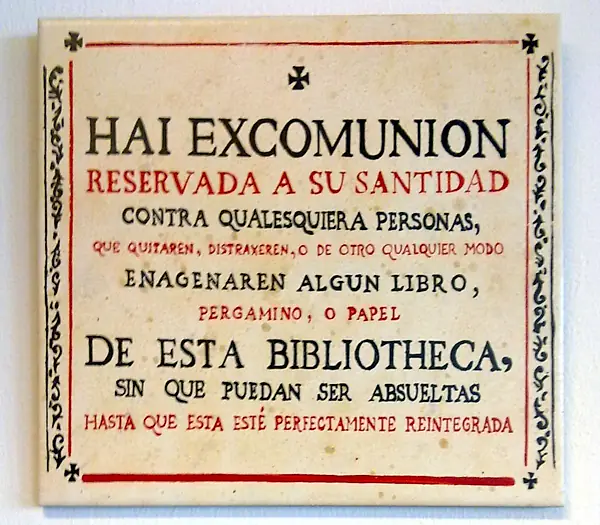 HAI EXCOMUNION
RESERVADA A SU SANTIDAD
CONTRA QUALESQUIERA PERSONAS,
QUE QUITAREN, DISTRAXEREN, O DE OTRO QUALQUIER MODO
ENAGENAREN ALGUN LIBRO,
PERGAMINO, O PAPEL
DE ESTA BIBLIOTHECA,
SIN QUE PUEDAN SER ABSUELTAS
HASTA QUE ESTA ESTÉ PERFECTAMENTE REINTEGRADA